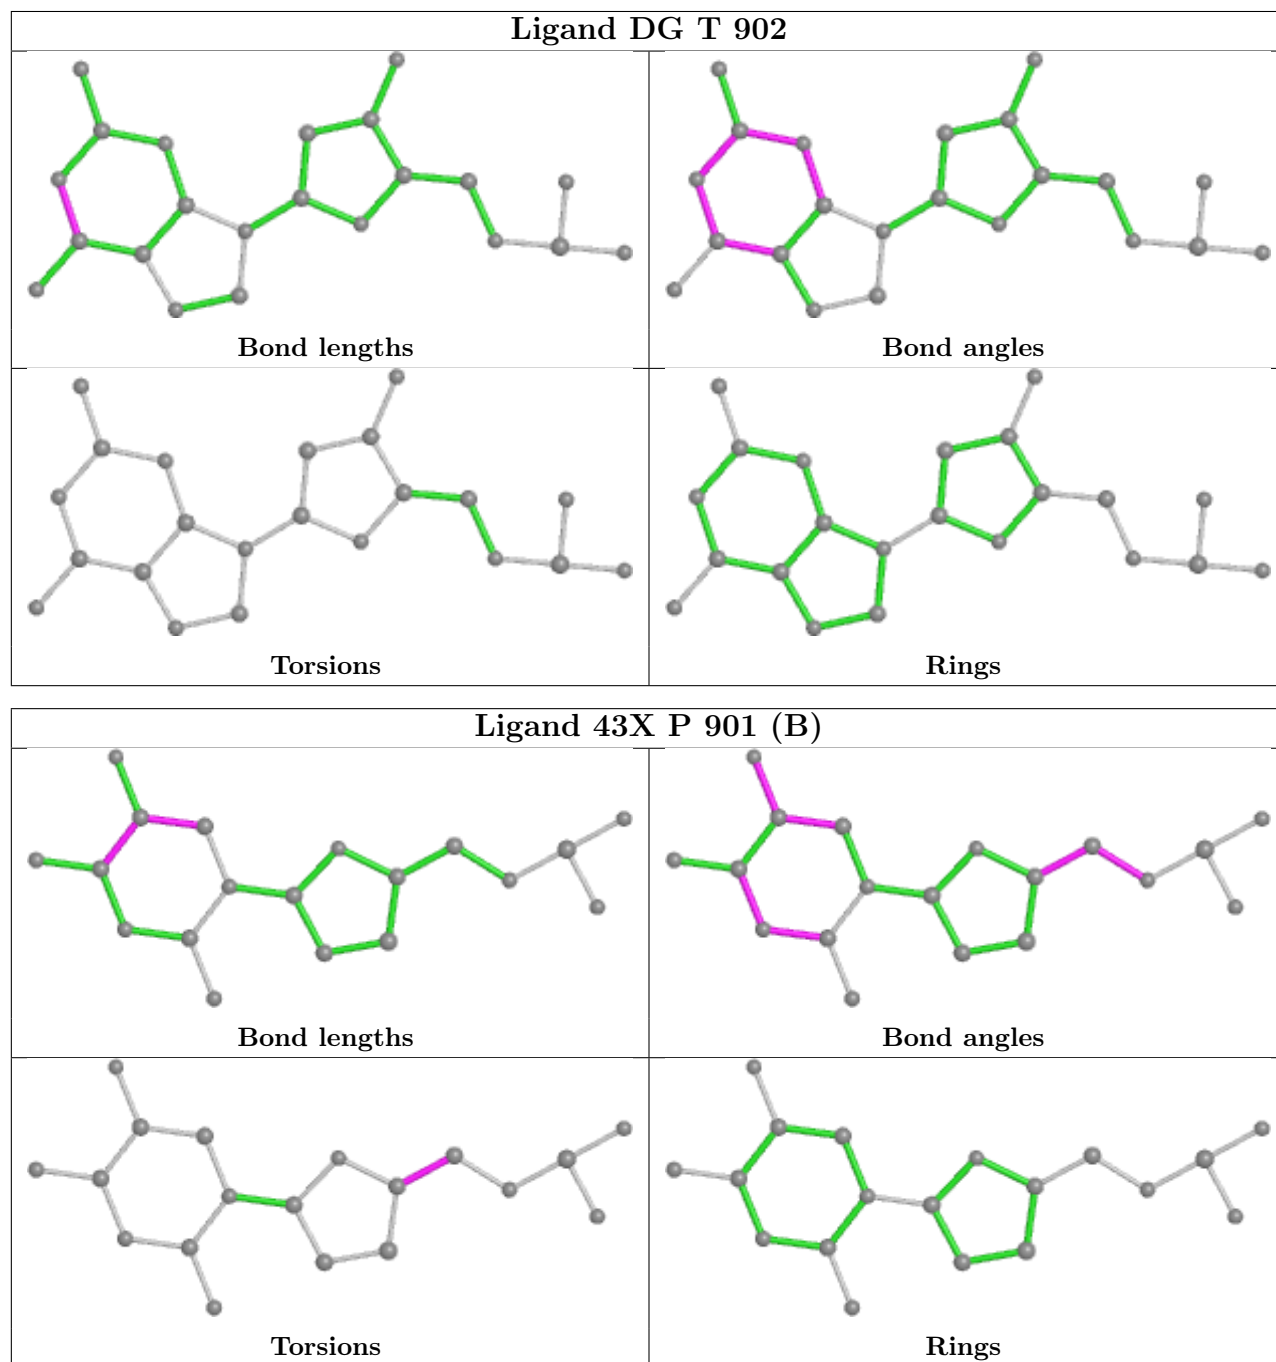 Ligand DG T 902
Bond lengths
Bond angles
Torsions
Rings
Ligand 43X P 901 (B)
Bond lengths
Bond angles
Torsions
Rings